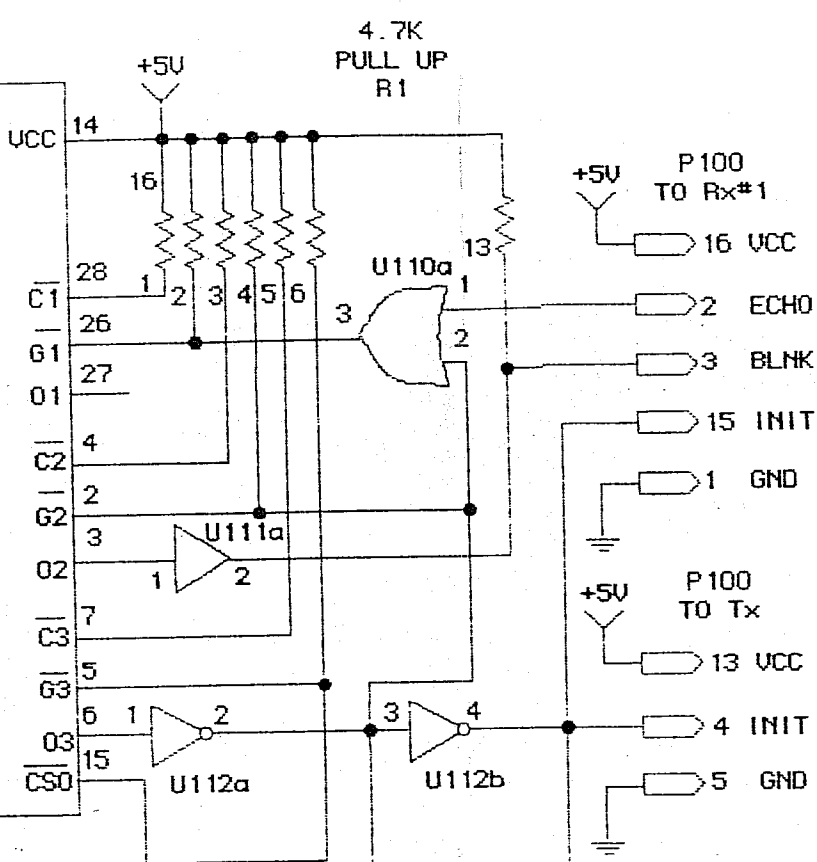 4.7K
PULL UP
R1
+5V
VCC 14
16
C1 28
1 2 3 4 5 6
13
U110a
1
2
3
G1 26
O1 27
C2 4
G2 2
O2 3
U111a
1 2
C3 7
G3 5
O3 6
1 2
U112a
3 4
U112b
CS0 15
P100
TO Rx#1
+5V
16 VCC
2 ECHO
3 BLNK
15 INIT
1 GND
P100
TO Tx
+5V
13 VCC
4 INIT
5 GND